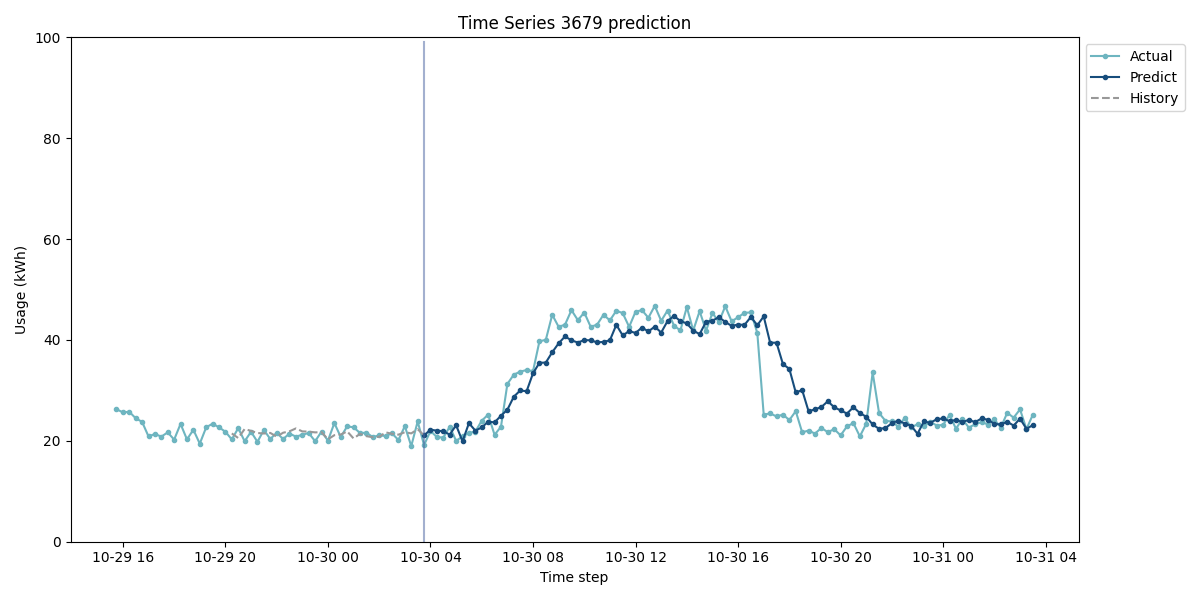 Time Series 3679 prediction
100
80
60
40
20
0
Usage (kWh)
10-29 16
10-29 20
10-30 00
10-30 04
10-30 08
10-30 12
10-30 16
10-30 20
10-31 00
10-31 04
Time step
Actual
Predict
History